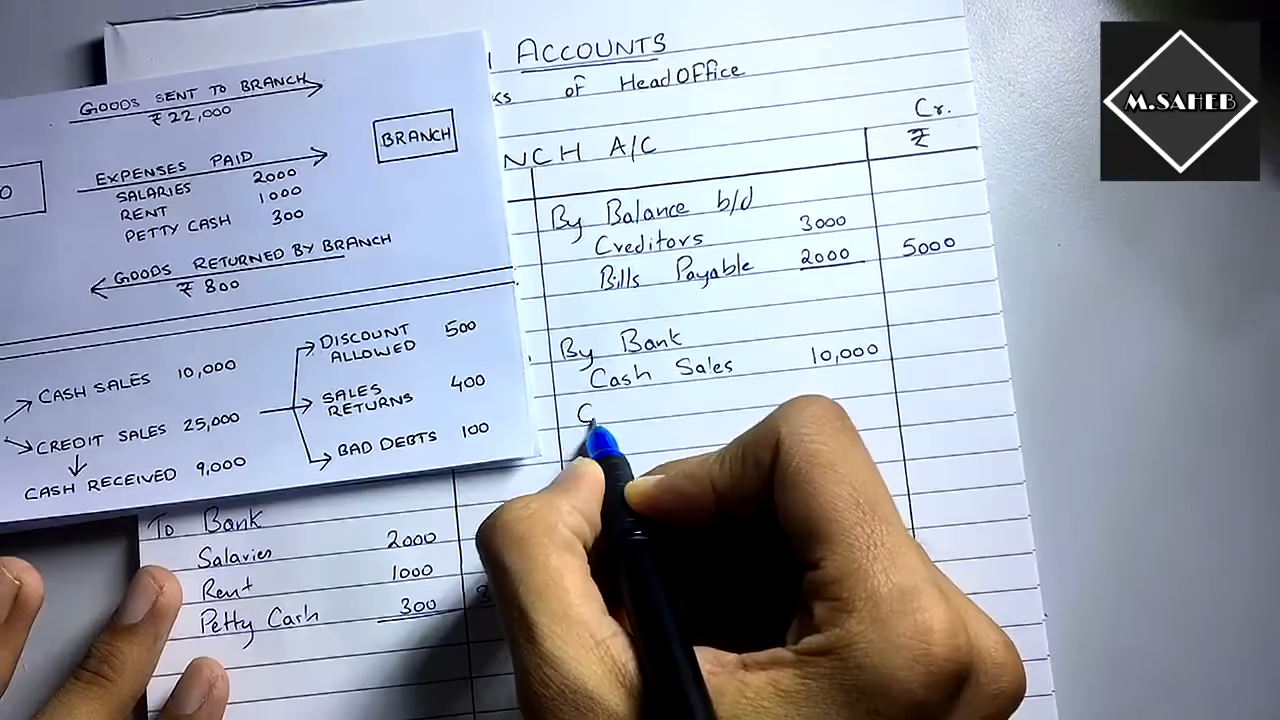 ACCOUNTS
of Head Office
NCH A/C
Cr.
₹
By Balance b/d
Creditors 3000
Bills Payable 2000 5000
By Bank
Cash Sales 10,000
C
GOODS SENT TO BRANCH
₹ 22,000
BRANCH
EXPENSES PAID
SALARIES 2000
RENT 1000
PETTY CASH 300
GOODS RETURNED BY BRANCH
₹ 800
CASH SALES 10,000
CREDIT SALES 25,000
CASH RECEIVED 9,000
DISCOUNT ALLOWED 500
SALES RETURNS 400
BAD DEBTS 100
To Bank
Salaries 2000
Rent 1000
Petty Cash 300
M.SAHEB